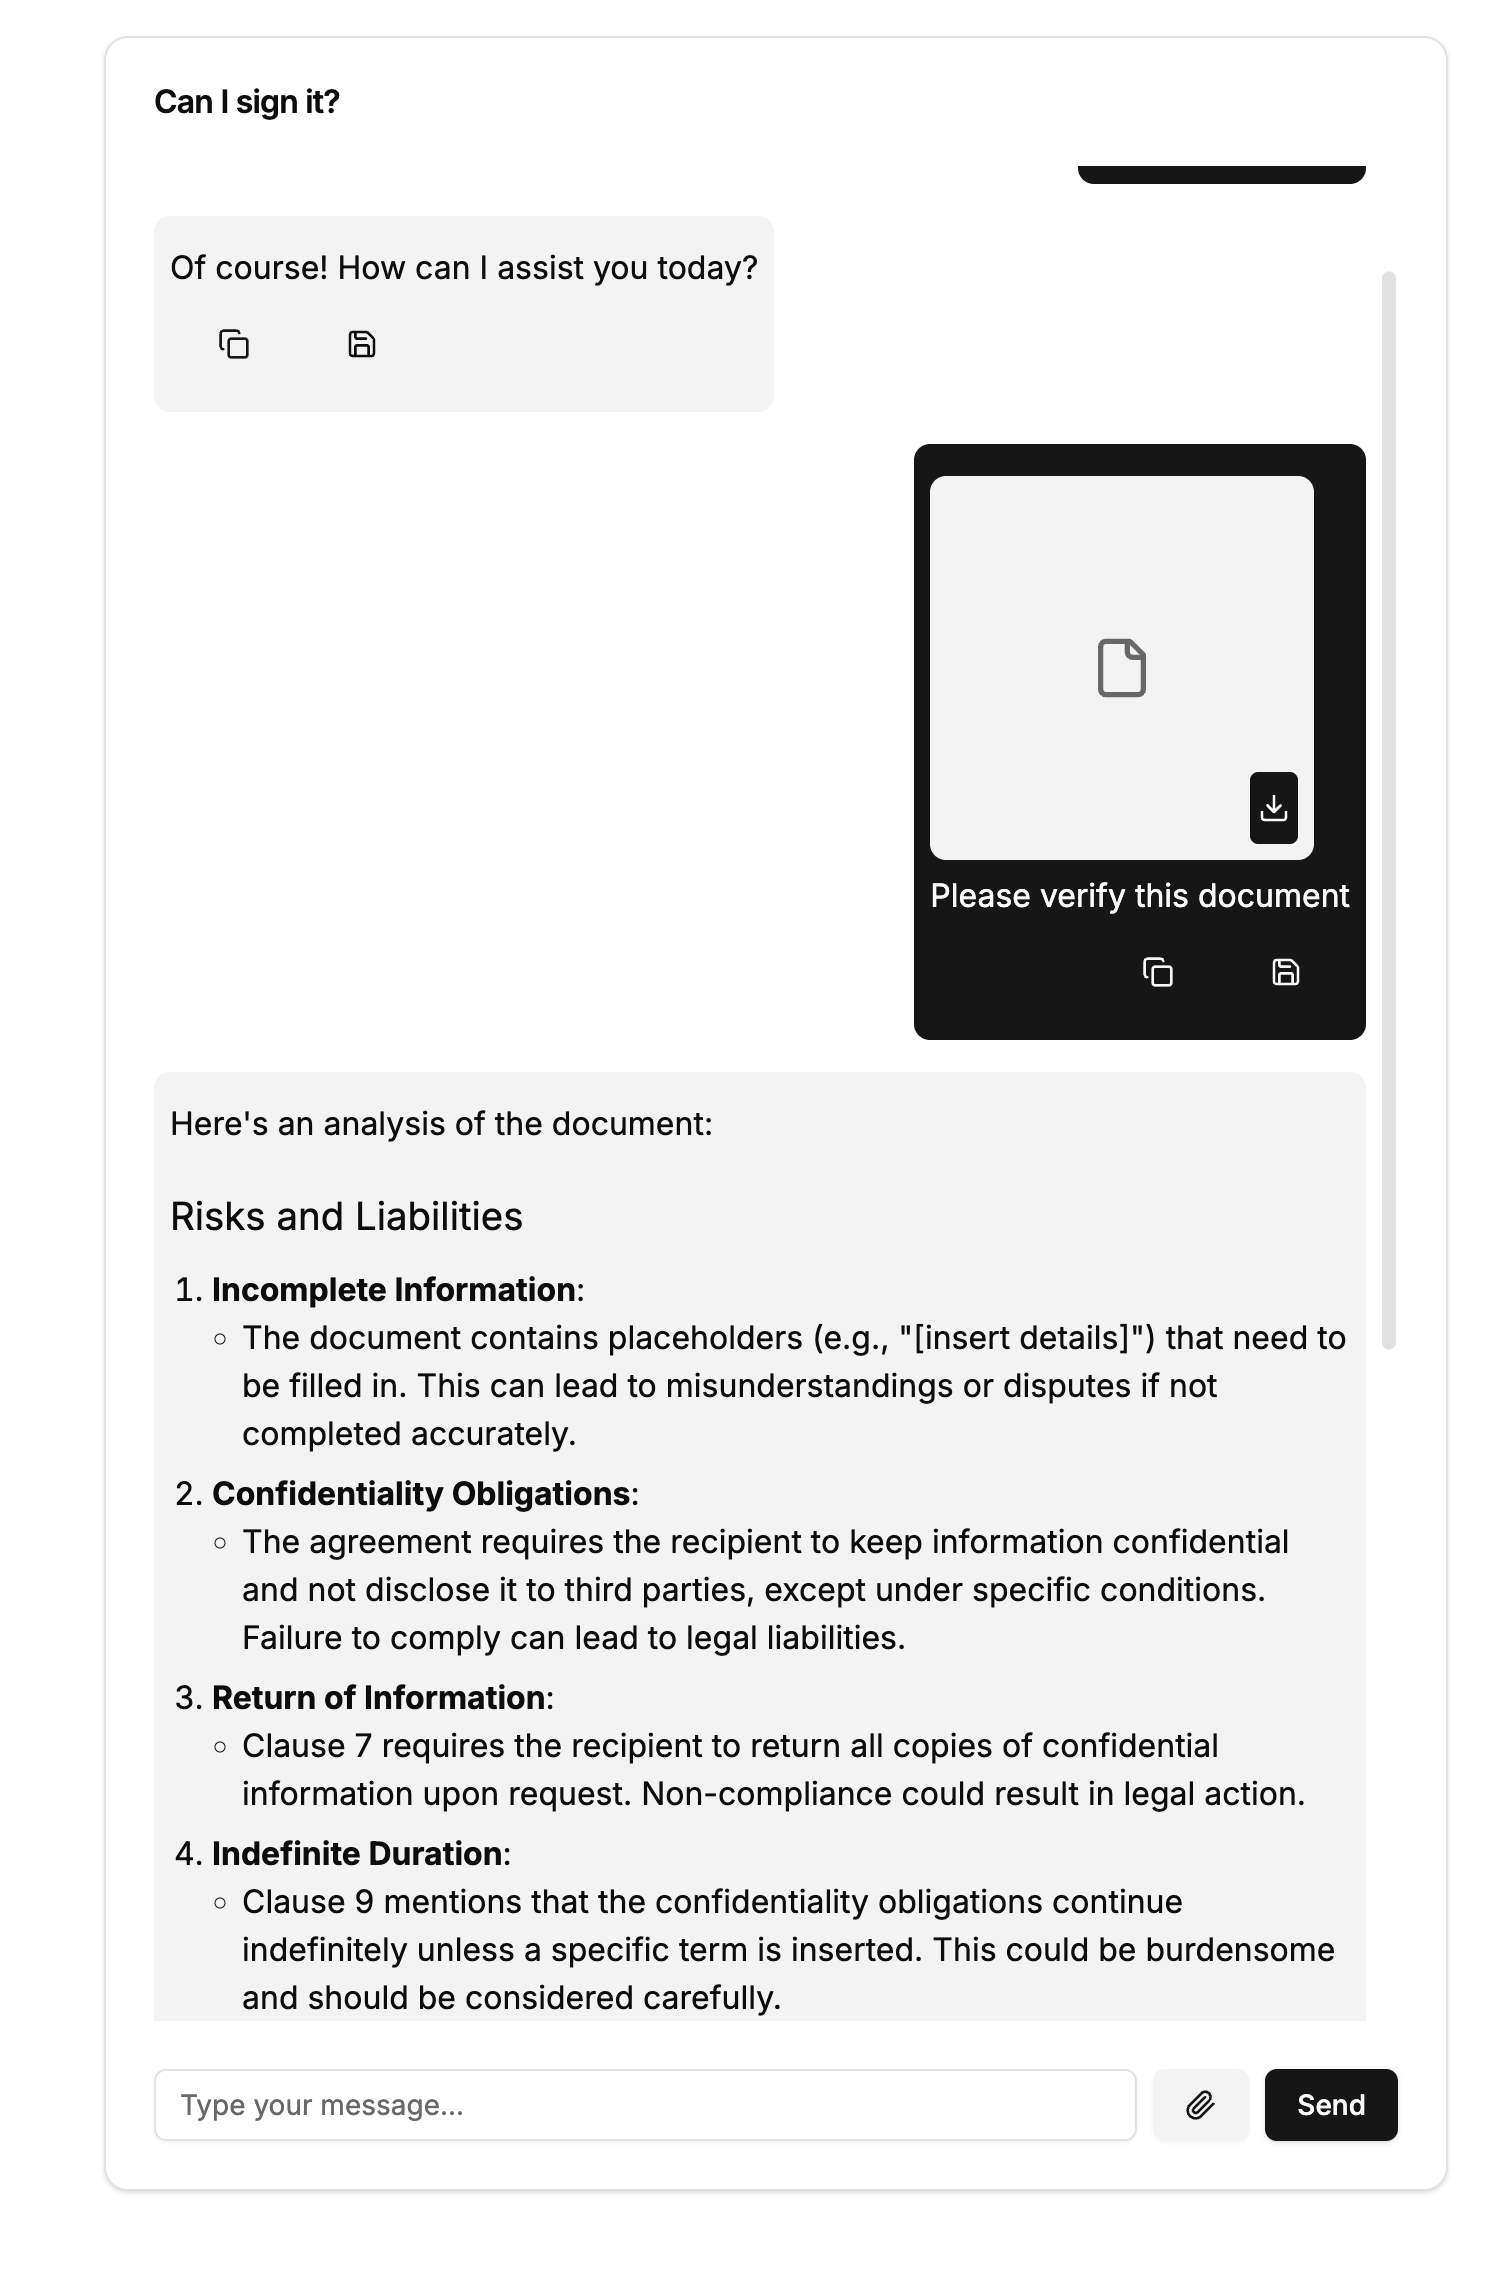 Can I sign it?
Of course! How can I assist you today?
Please verify this document
Here's an analysis of the document:
Risks and Liabilities
1. Incomplete Information:
○ The document contains placeholders (e.g., "[insert details]") that need to
be filled in. This can lead to misunderstandings or disputes if not
completed accurately.
2. Confidentiality Obligations:
○ The agreement requires the recipient to keep information confidential
and not disclose it to third parties, except under specific conditions.
Failure to comply can lead to legal liabilities.
3. Return of Information:
○ Clause 7 requires the recipient to return all copies of confidential
information upon request. Non-compliance could result in legal action.
4. Indefinite Duration:
○ Clause 9 mentions that the confidentiality obligations continue
indefinitely unless a specific term is inserted. This could be burdensome
and should be considered carefully.
Type your message...
Send